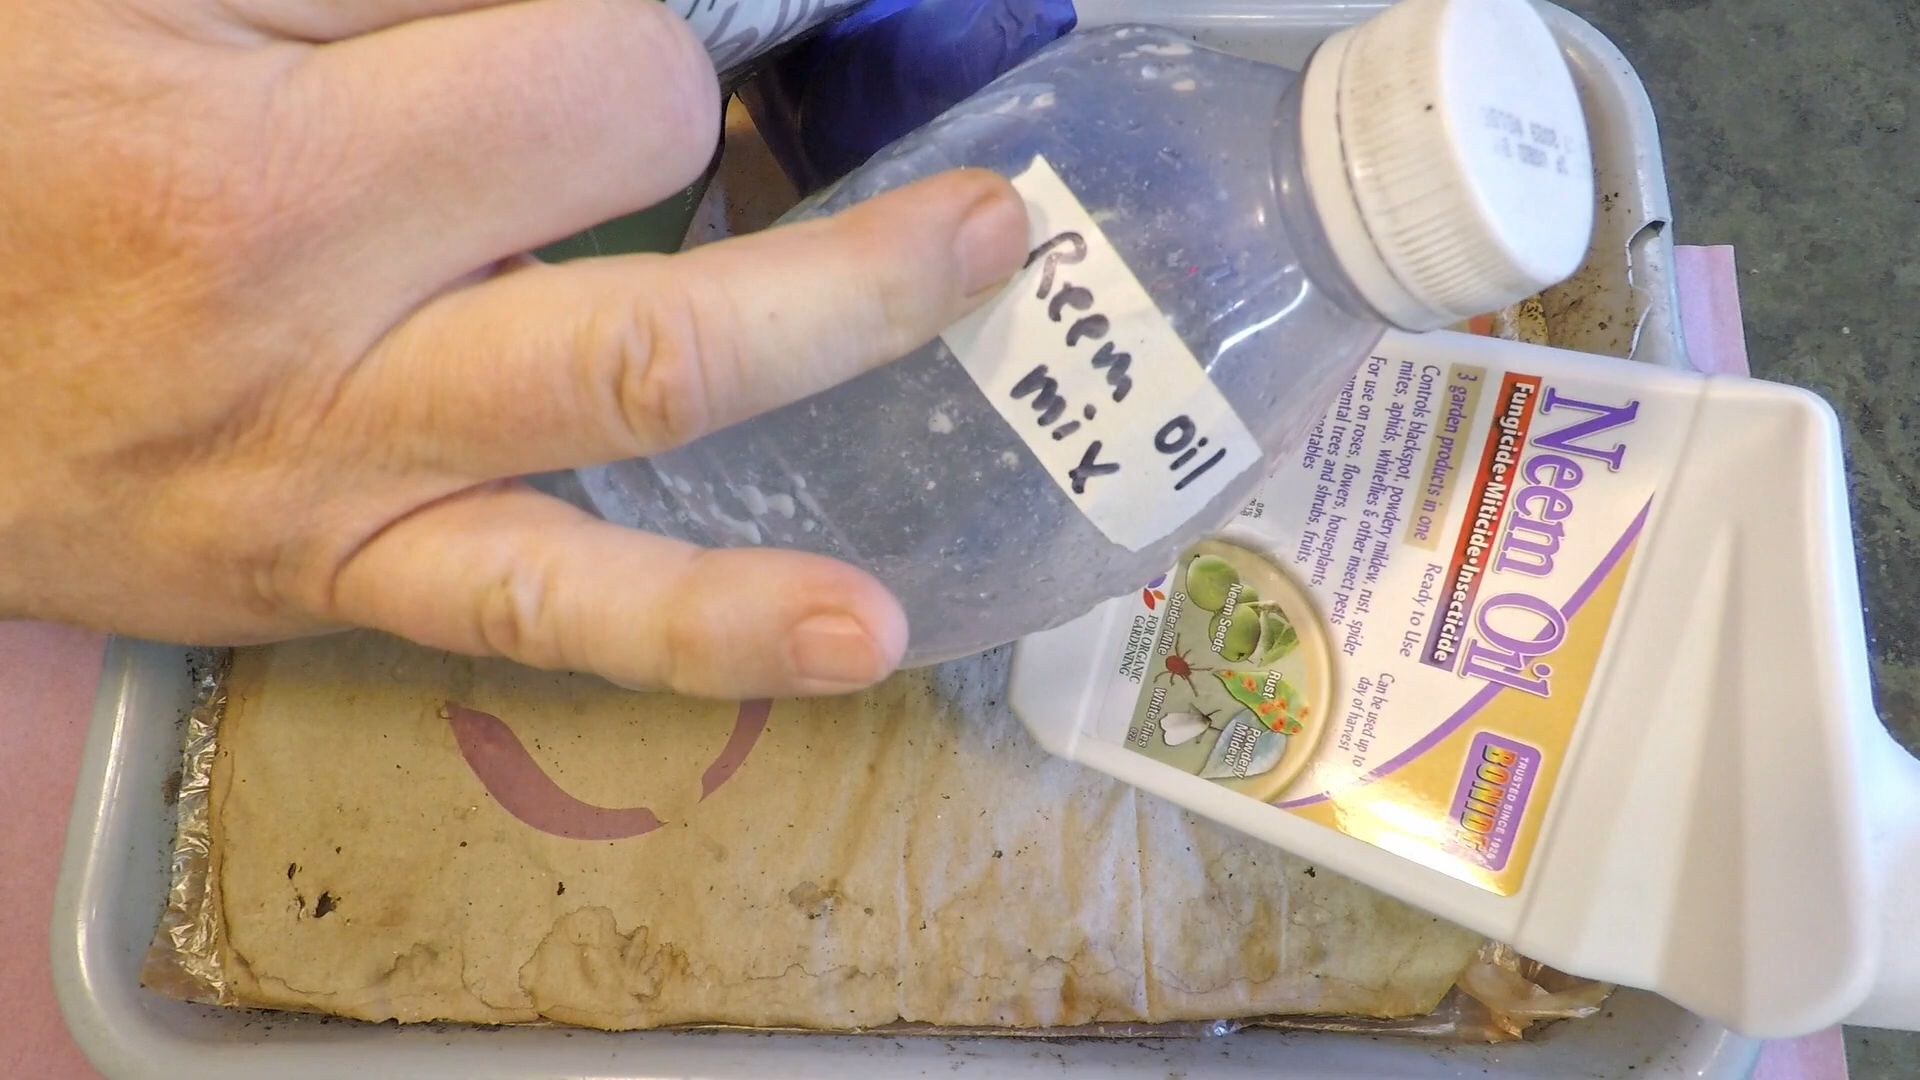 Reem Oil
mix
Neem Oil
Fungicide•Miticide•Insecticide
3 garden products in one
Ready to Use
Controls blackspot, powdery mildew, rust, spider
mites, aphids, whiteflies & other insect pests
For use on roses, flowers, houseplants,
trees and shrubs, fruits,
Can be used up to
day of harvest
TRUSTED SINCE 1926
BONIDE
Neem Seeds
Rust
Powdery
Mildew
Spider Mite
White Flies
FOR ORGANIC
GARDENING